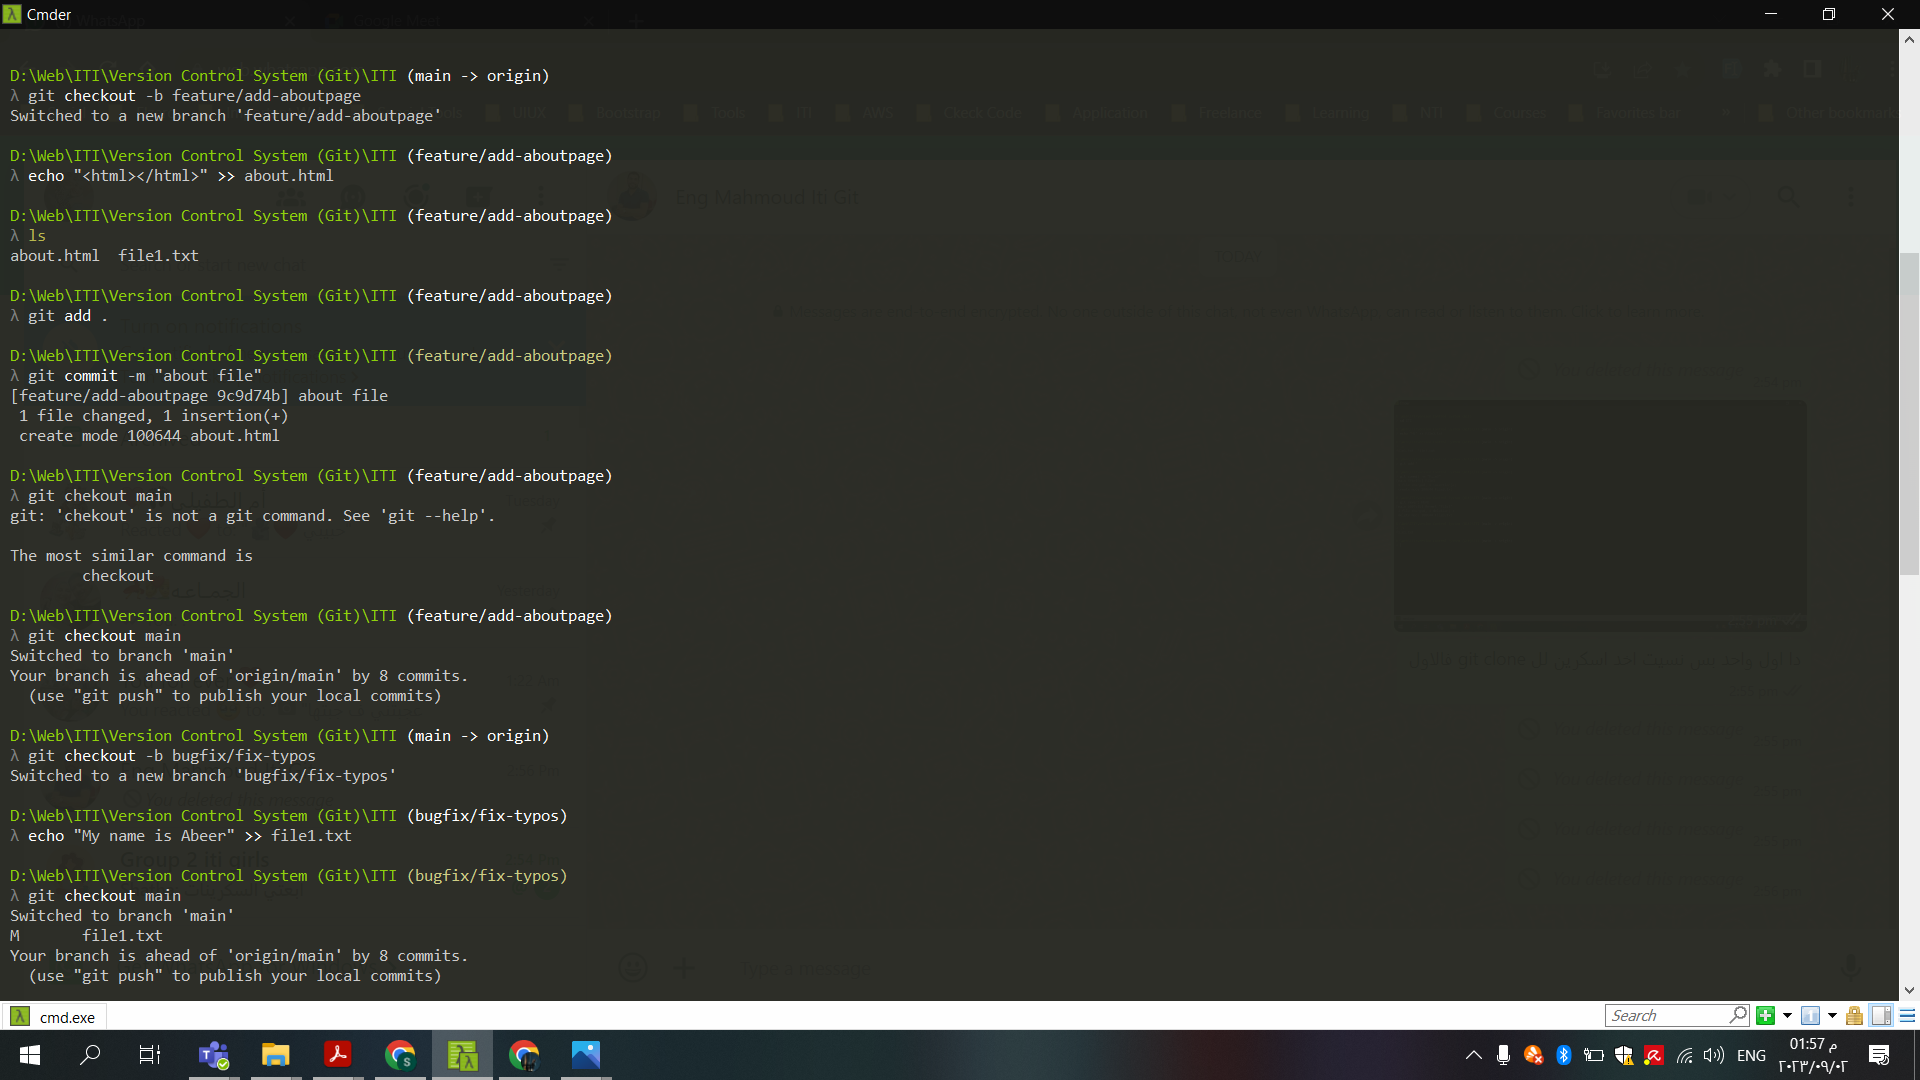 Cmder
D:\Web\ITI\Version Control System (Git)\ITI (main -> origin)
λ git checkout -b feature/add-aboutpage
Switched to a new branch 'feature/add-aboutpage'
D:\Web\ITI\Version Control System (Git)\ITI (feature/add-aboutpage)
λ echo "<html></html>" >> about.html
D:\Web\ITI\Version Control System (Git)\ITI (feature/add-aboutpage)
λ ls
about.html  file1.txt
D:\Web\ITI\Version Control System (Git)\ITI (feature/add-aboutpage)
λ git add .
D:\Web\ITI\Version Control System (Git)\ITI (feature/add-aboutpage)
λ git commit -m "about file"
[feature/add-aboutpage 9c9d74b] about file
 1 file changed, 1 insertion(+)
 create mode 100644 about.html
D:\Web\ITI\Version Control System (Git)\ITI (feature/add-aboutpage)
λ git chekout main
git: 'chekout' is not a git command. See 'git --help'.
The most similar command is
        checkout
D:\Web\ITI\Version Control System (Git)\ITI (feature/add-aboutpage)
λ git checkout main
Switched to branch 'main'
Your branch is ahead of 'origin/main' by 8 commits.
  (use "git push" to publish your local commits)
D:\Web\ITI\Version Control System (Git)\ITI (main -> origin)
λ git checkout -b bugfix/fix-typos
Switched to a new branch 'bugfix/fix-typos'
D:\Web\ITI\Version Control System (Git)\ITI (bugfix/fix-typos)
λ echo "My name is Abeer" >> file1.txt
D:\Web\ITI\Version Control System (Git)\ITI (bugfix/fix-typos)
λ git checkout main
Switched to branch 'main'
M       file1.txt
Your branch is ahead of 'origin/main' by 8 commits.
  (use "git push" to publish your local commits)
Eng Mahmoud iti Git
Group 2 iti girls
Type a message
cmd.exe
Search
ENG
01:57 م
٢٠٢٣/٠٩/٠٢